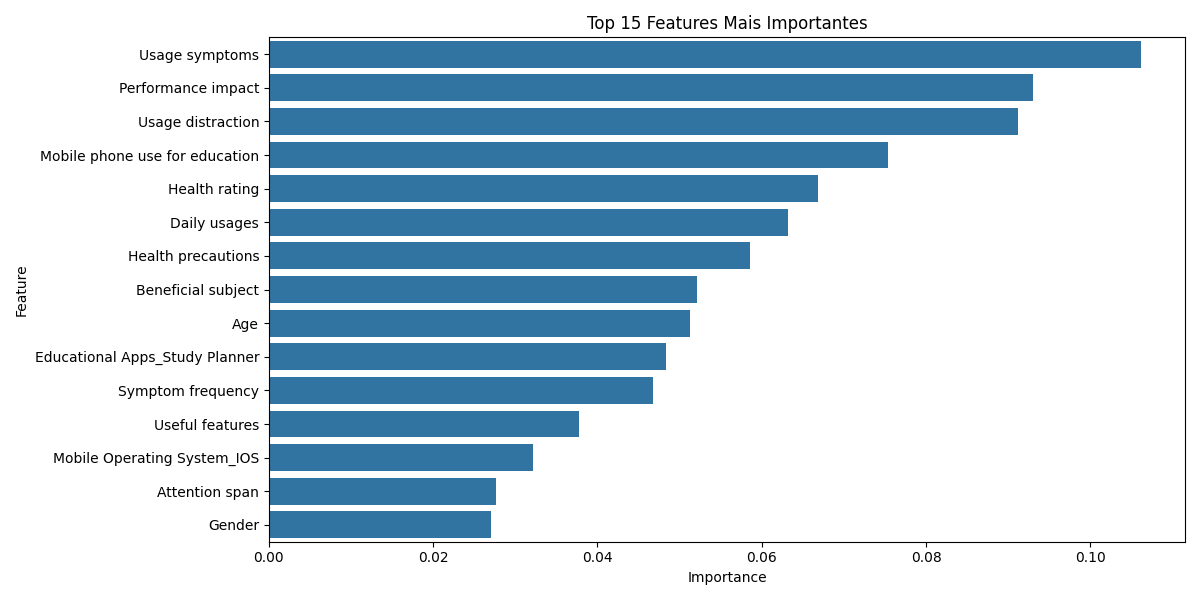 Top 15 Features Mais Importantes
Feature
Usage symptoms
Performance impact
Usage distraction
Mobile phone use for education
Health rating
Daily usages
Health precautions
Beneficial subject
Age
Educational Apps_Study Planner
Symptom frequency
Useful features
Mobile Operating System_IOS
Attention span
Gender
0.00 0.02 0.04 0.06 0.08 0.10
Importance